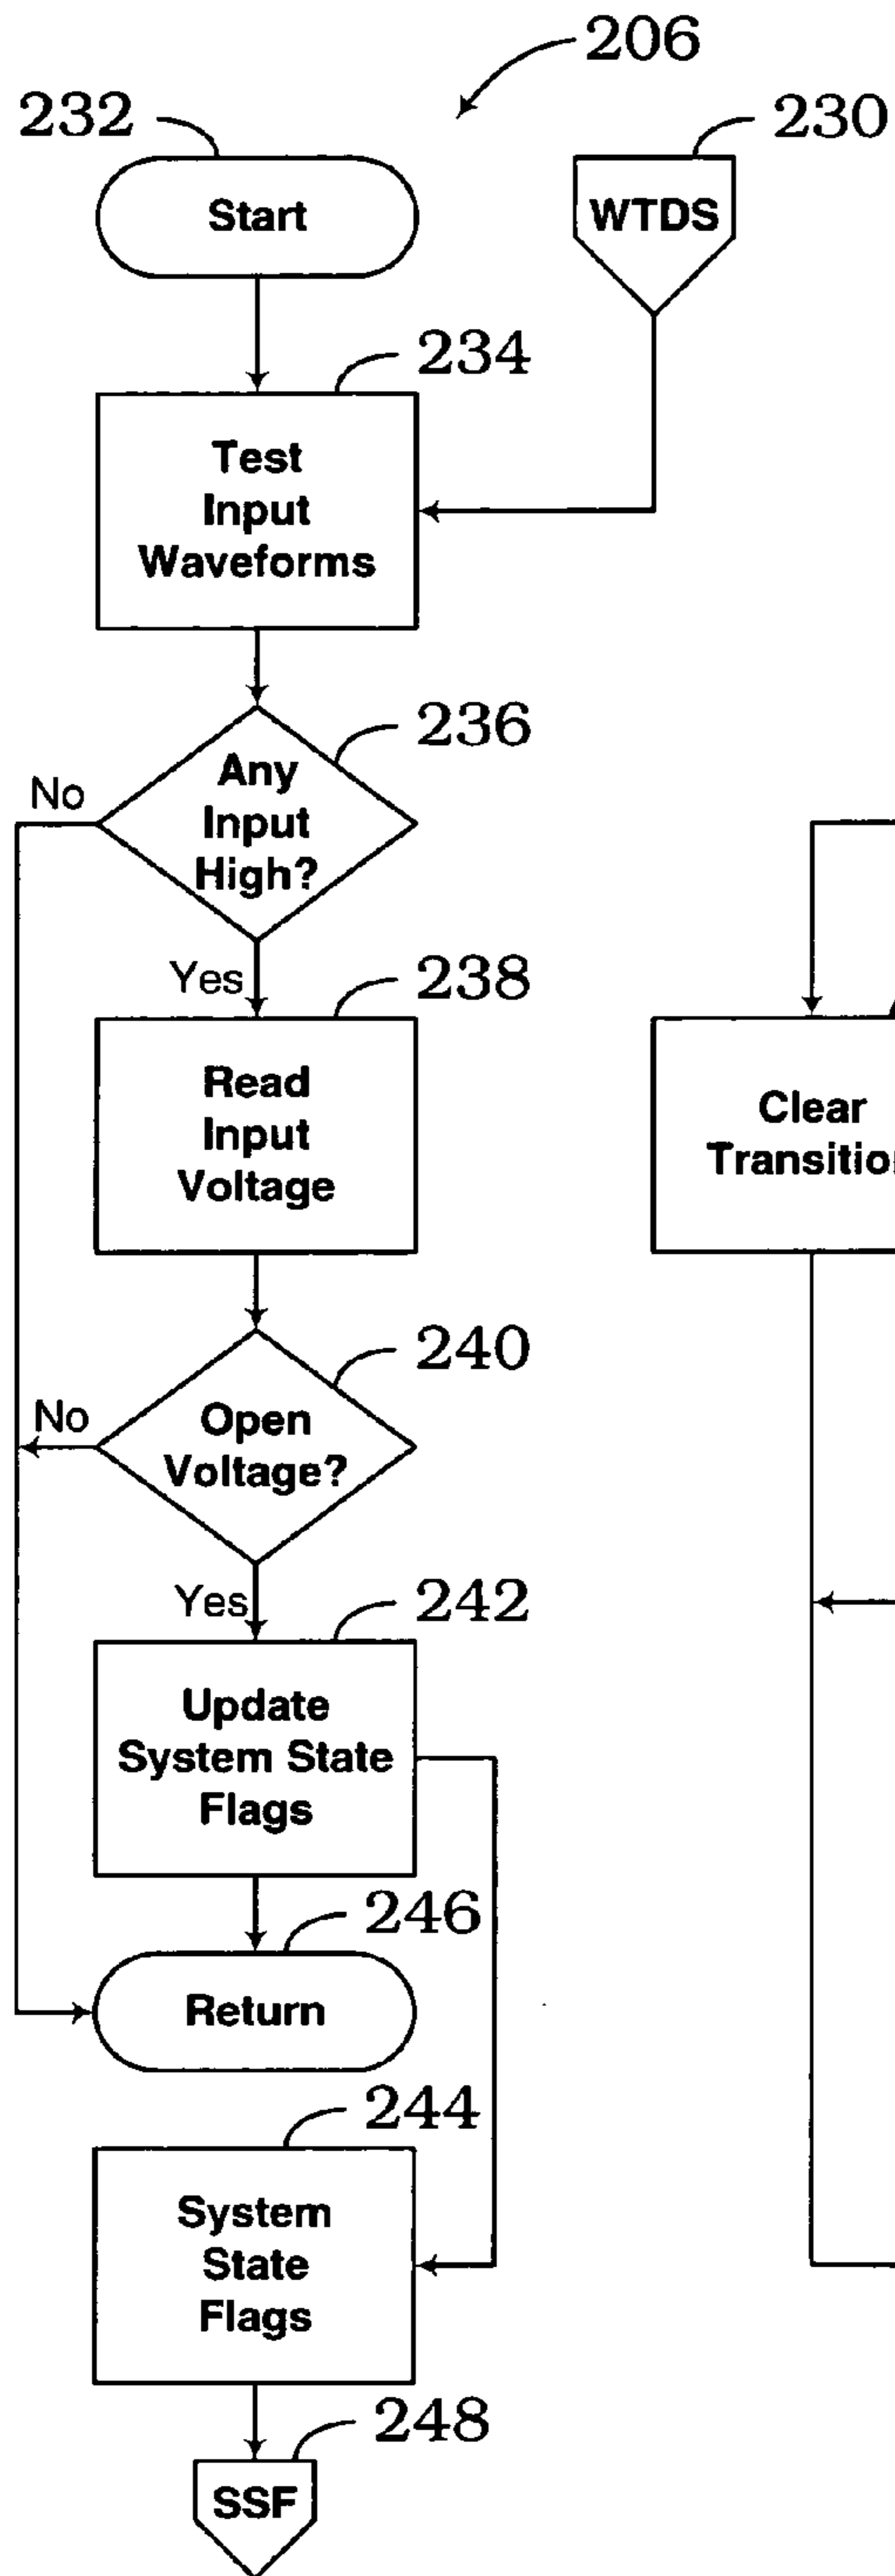 206
232
230
Start
WTDS
234
Test
Input
Waveforms
236
Any
Input
High?
No
Yes
238
Read
Input
Voltage
Clear
240
Open
Voltage?
No
Yes
242
Update
System State
Flags
246
Return
244
System
State
Flags
248
SSF